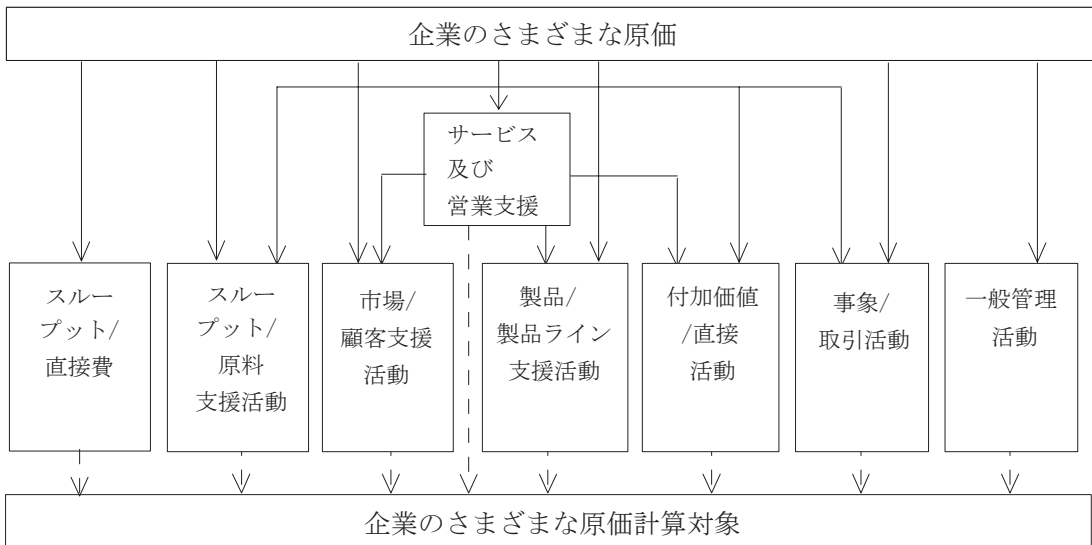 企業のさまざまな原価
サービス
及び
営業支援
スルー
プット/
直接費
スルー
プット/
原料
支援活動
市場/
顧客支援
活動
製品/
製品ライン
支援活動
付加価値
/直接
活動
事象/
取引活動
一般管理
活動
企業のさまざまな原価計算対象